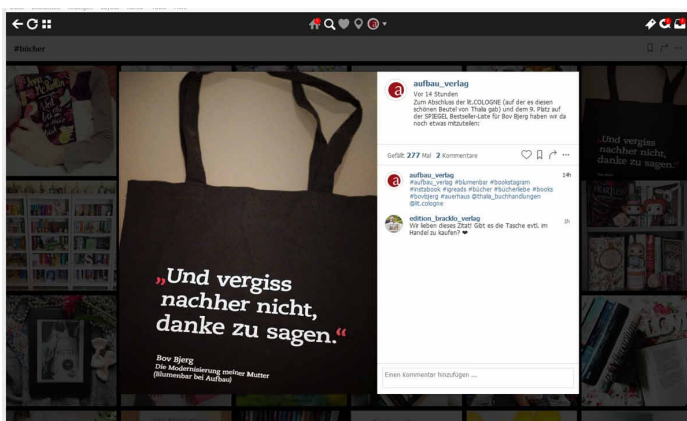 #bücher
aufbau_verlag
Vor 14 Stunden
Zum Abschluss der lit.COLOGNE (auf der es diesen
schönen Beutel von Thalia gab) und dem 9. Platz auf
der SPIEGEL Bestseller-Liste für Bov Bjerg haben wir da
noch etwas mitzuteilen:
Gefällt 277 Mal 2 Kommentare
aufbau_verlag 14h
#aufbau_verlag #blumenbar #bookstagram
#instabook #igreads #bücher #bücherliebe #books
#bovbjerg #auerhaus @thalia_buchhandlungen
@lit.cologne
edition_bracklo_verlag 1h
Wir lieben dieses Zitat! Gibt es die Tasche evtl. im
Handel zu kaufen? ❤
Einen Kommentar hinzufügen ...
„Und vergiss
nachher nicht,
danke zu sagen.“
Bov Bjerg
Die Modernisierung meiner Mutter
(Blumenbar bei Aufbau)
„Und vergiss
nachher nicht,
danke zu sagen.“